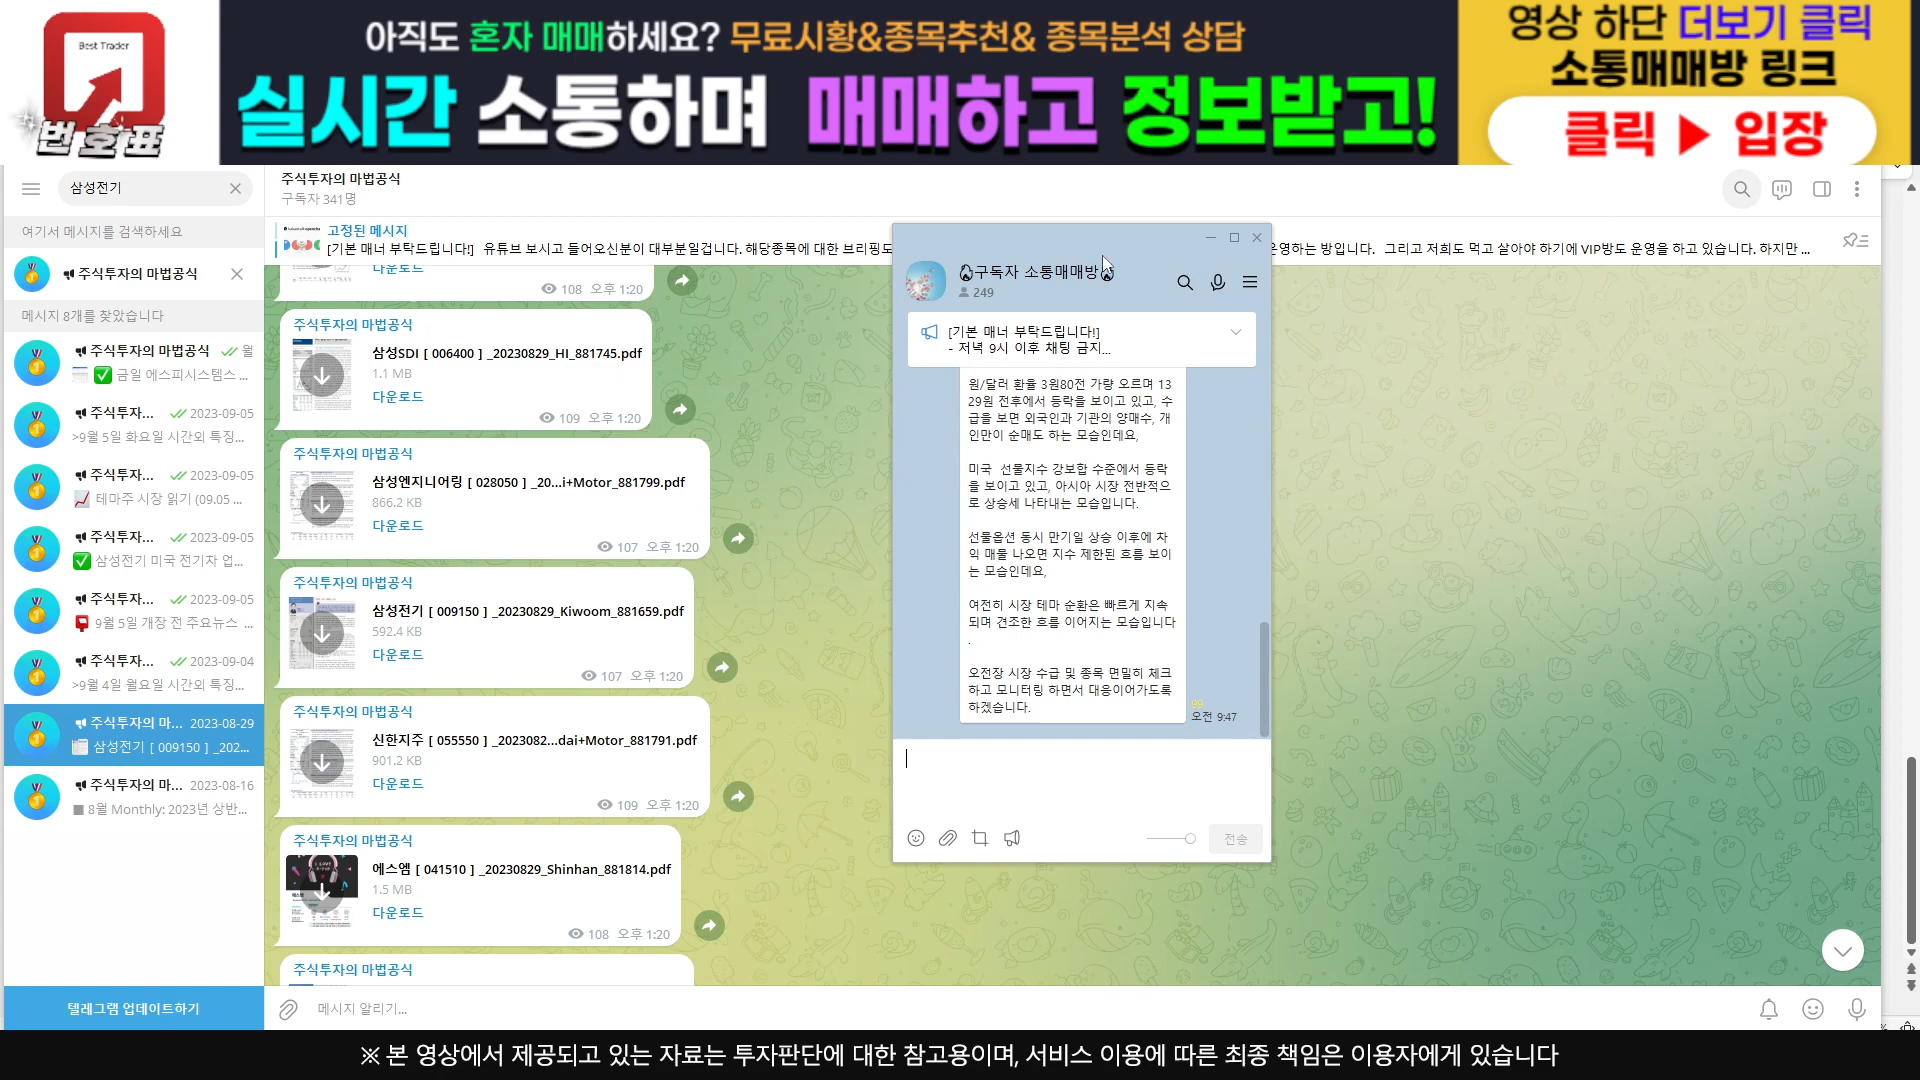 Best Trader
번호표
아직도 혼자 매매하세요? 무료시황&종목추천& 종목분석 상담
실시간 소통하며 매매하고 정보받고!
영상 하단 더보기 클릭
소통매매방 링크
클릭 ▶ 입장
삼성전기
여기서 메시지를 검색하세요
주식투자의 마법공식
메시지 8개를 찾았습니다
주식투자의 마법공식 월
금일 에스피시스템스 ...
주식투자... 2023-09-05
>9월 5일 화요일 시간외 특징...
주식투자... 2023-09-05
테마주 시장 읽기 (09.05 ...
주식투자... 2023-09-05
삼성전기 미국 전기차 업...
주식투자... 2023-09-05
9월 5일 개장 전 주요뉴스 ...
주식투자... 2023-09-04
>9월 4일 월요일 시간외 특징...
주식투자의 마... 2023-08-29
삼성전기 [ 009150 ] _202...
주식투자의 마... 2023-08-16
■ 8월 Monthly: 2023년 상반...
텔레그램 업데이트하기
주식투자의 마법공식
구독자 341명
고정된 메시지
[기본 매너 부탁드립니다!] 유튜브 보시고 들어오신분이 대부분일겁니다. 해당종목에 대한 브리핑도
운영하는 방입니다. 그리고 저희도 먹고 살아야 하기에 VIP방도 운영을 하고 있습니다. 하지만 ...
다운로드
108 오후 1:20
주식투자의 마법공식
삼성SDI [ 006400 ] _20230829_HI_881745.pdf
1.1 MB
다운로드
109 오후 1:20
주식투자의 마법공식
삼성엔지니어링 [ 028050 ] _20...i+Motor_881799.pdf
866.2 KB
다운로드
107 오후 1:20
주식투자의 마법공식
삼성전기 [ 009150 ] _20230829_Kiwoom_881659.pdf
592.4 KB
다운로드
107 오후 1:20
주식투자의 마법공식
신한지주 [ 055550 ] _2023082...dai+Motor_881791.pdf
901.2 KB
다운로드
109 오후 1:20
주식투자의 마법공식
에스엠 [ 041510 ] _20230829_Shinhan_881814.pdf
1.5 MB
다운로드
108 오후 1:20
주식투자의 마법공식
메시지 알리기...
구독자 소통매매방
249
[기본 매너 부탁드립니다!]
- 저녁 9시 이후 채팅 금지...
원/달러 환율 3원80전 가량 오르며 13
29원 전후에서 등락을 보이고 있고, 수
급을 보면 외국인과 기관의 양매수, 개
인만이 순매도 하는 모습인데요,
미국 선물지수 강보합 수준에서 등락
을 보이고 있고, 아시아 시장 전반적으
로 상승세 나타내는 모습입니다.
선물옵션 동시 만기일 상승 이후에 차
익 매물 나오면 지수 제한된 흐름 보이
는 모습인데요,
여전히 시장 테마 순환은 빠르게 지속
되며 견조한 흐름 이어지는 모습입니다
.
오전장 시장 수급 및 종목 면밀히 체크
하고 모니터링 하면서 대응이어가도록
하겠습니다.
99
오전 9:47
전송
※ 본 영상에서 제공되고 있는 자료는 투자판단에 대한 참고용이며, 서비스 이용에 따른 최종 책임은 이용자에게 있습니다